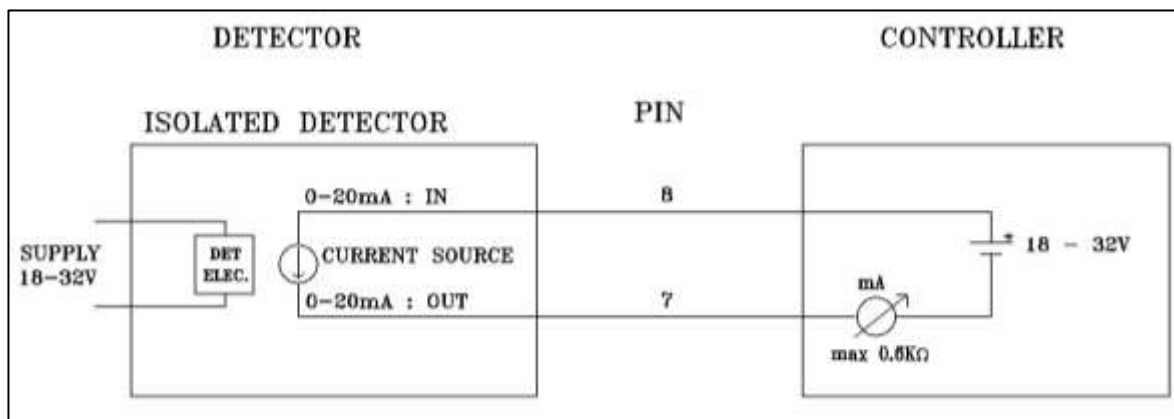 DETECTOR
CONTROLLER
ISOLATED DETECTOR
PIN
0-20mA : IN
8
SUPPLY
18-32V
DET
ELEC.
CURRENT SOURCE
+
18 - 32V
0-20mA : OUT
7
mA
max 0.6KΩ